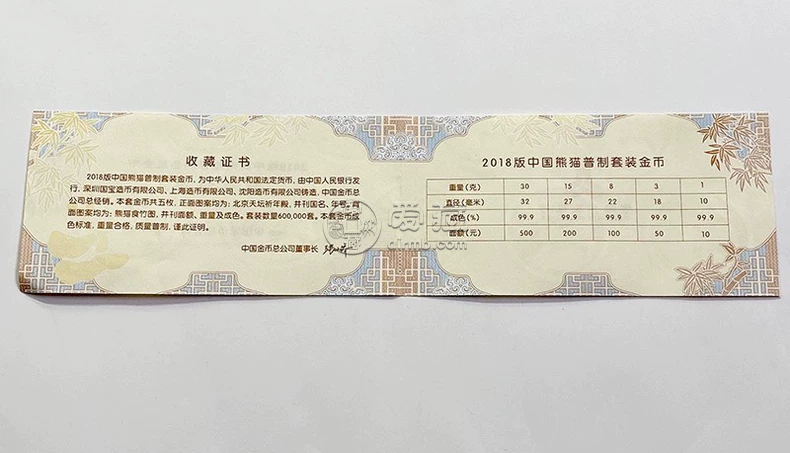 收藏证书
2018版中国熊猫普制套装金币，为中华人民共和国法定货币，由中国人民银行发
行，深圳国宝造币有限公司、上海造币有限公司、沈阳造币有限公司铸造，中国金币总
公司总经销。本套金币共五枚，正面图案均为：北京天坛祈年殿，并刊国名、年号。背
面图案均为：熊猫食竹图，并刊面额、重量及成色。套装数量600,000套。本套金币成
色标准，重量合格，质量普制，谨此证明。
中国金币总公司董事长
2018版中国熊猫普制套装金币
重量(克) 30 15 8 3 1
直径(毫米) 32 27 22 18 10
成色(%) 99.9 99.9 99.9 99.9 99.9
面额(元) 500 200 100 50 10
爱藏
airmb.com